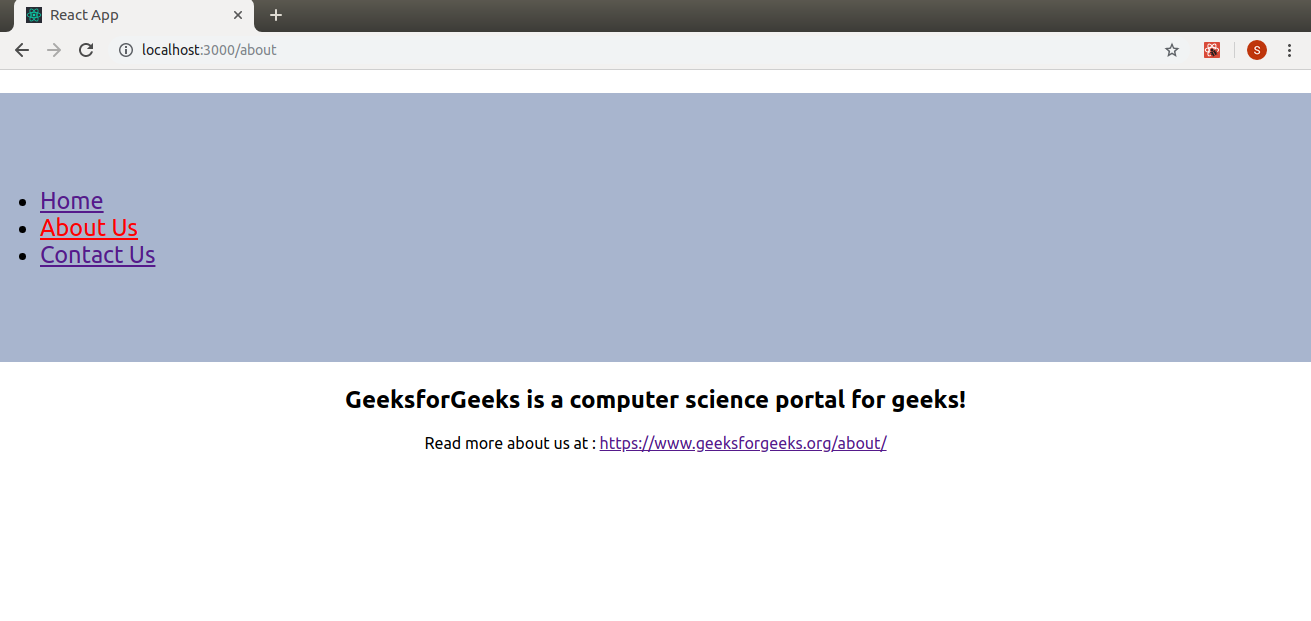 React App
localhost:3000/about
S
Home
About Us
Contact Us
GeeksforGeeks is a computer science portal for geeks!
Read more about us at : https://www.geeksforgeeks.org/about/